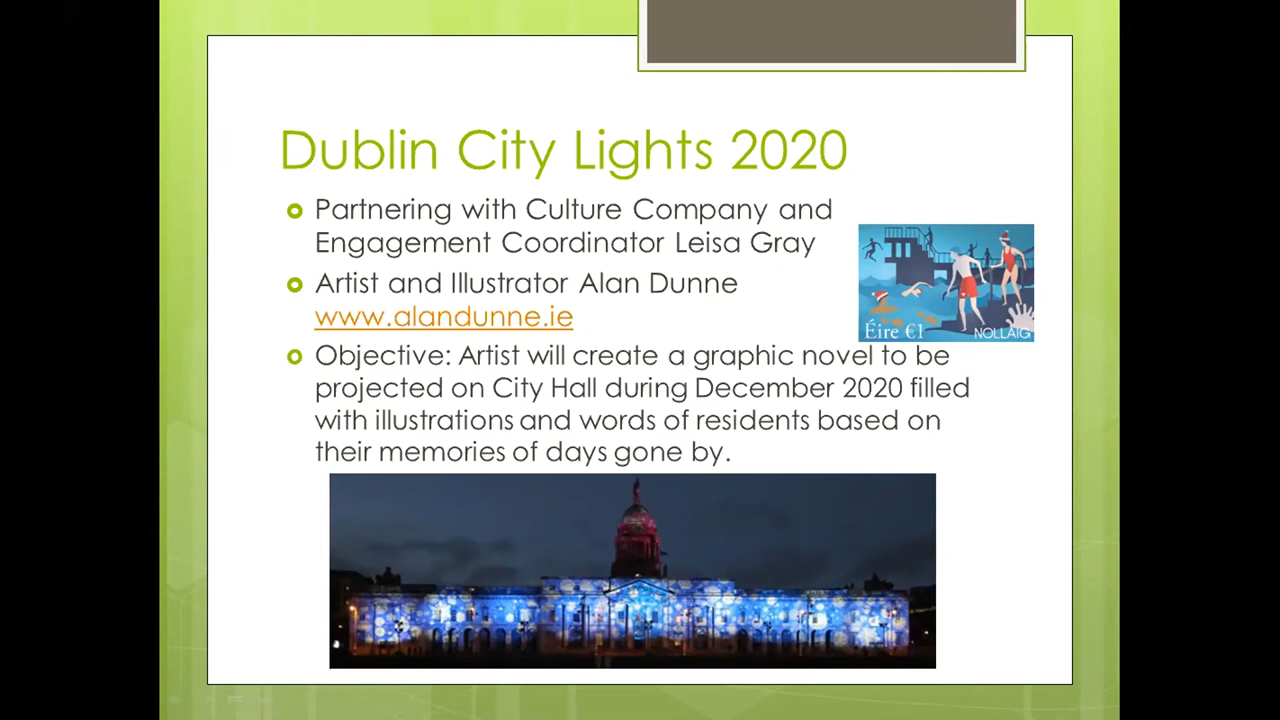 Dublin City Lights 2020
Partnering with Culture Company and
Engagement Coordinator Leisa Gray
Artist and Illustrator Alan Dunne
www.alandunne.ie
Éire €1
NOLLAIG
Objective: Artist will create a graphic novel to be
projected on City Hall during December 2020 filled
with illustrations and words of residents based on
their memories of days gone by.